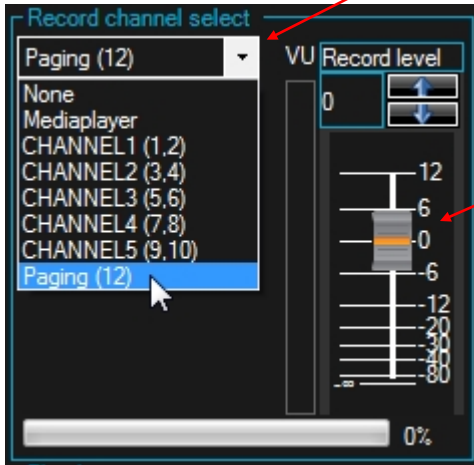 Record channel select
Paging (12)
VU
Record level
0
None
Mediaplayer
CHANNEL1 (1,2)
CHANNEL2 (3,4)
CHANNEL3 (5,6)
CHANNEL4 (7,8)
CHANNEL5 (9,10)
Paging (12)
12
6
0
-6
-12
-20
-30
-40
-80
-∞
0%